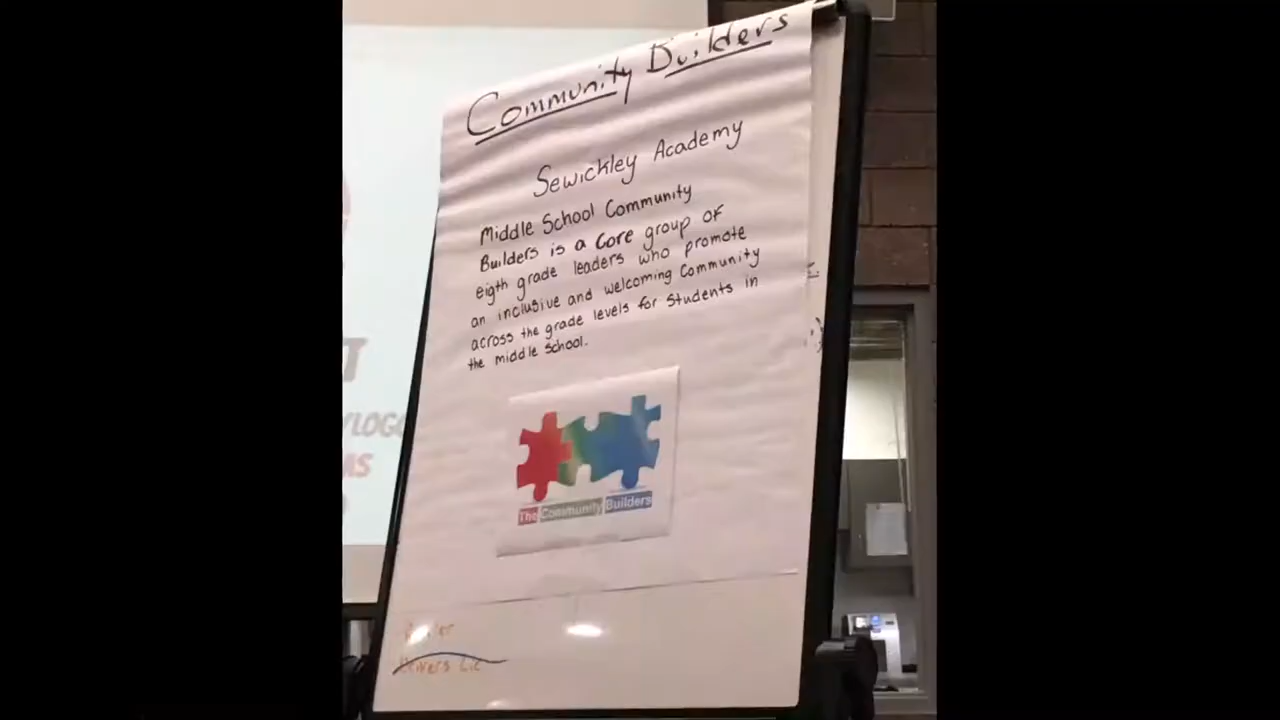 Community Builders
Sewickley Academy
Middle School Community
Builders is a core group of
eigth grade leaders who promote
an inclusive and welcoming Community
across the grade levels for students in
the middle school.
The Community Builders